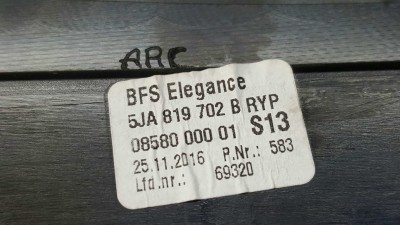 ARC
BFS Elegance
5JA 819 702 B RYP
08580 000 01 S13
25.11.2016 P.Nr.: 583
Lfd.nr.: 69320